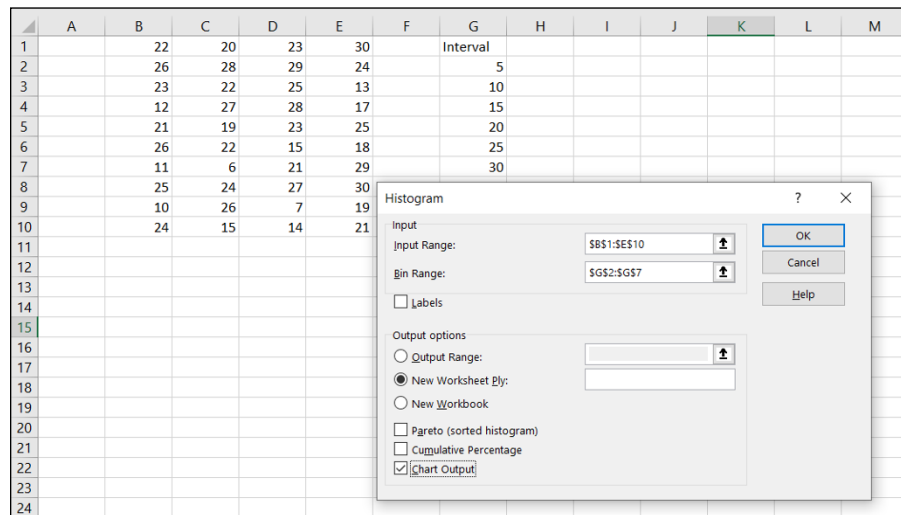 A B C D E F G H I J K L M
1 22 20 23 30 Interval
2 26 28 29 24 5
3 23 22 25 13 10
4 12 27 28 17 15
5 21 19 23 25 20
6 26 22 15 18 25
7 11 6 21 29 30
8 25 24 27 30
9 10 26 7 19
10 24 15 14 21
11
12
13
14
15
16
17
18
19
20
21
22
23
24
Histogram ? ×
Input
Input Range: $B$1:$E$10
Bin Range: $G$2:$G$7
Labels
OK
Cancel
Help
Output options
Output Range:
New Worksheet Ply:
New Workbook
Pareto (sorted histogram)
Cumulative Percentage
Chart Output